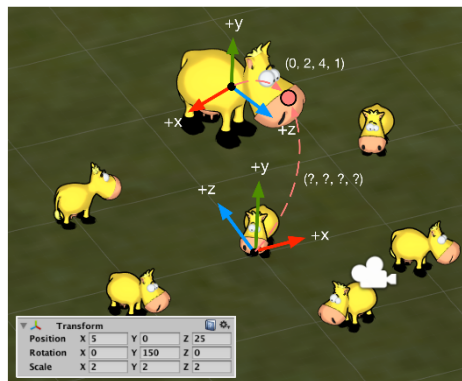 +y
(0, 2, 4, 1)
+x
+z
+y
(?, ?, ?, ?)
+z
+x
Transform
Position X 5 Y 0 Z 25
Rotation X 0 Y 150 Z 0
Scale X 2 Y 2 Z 2